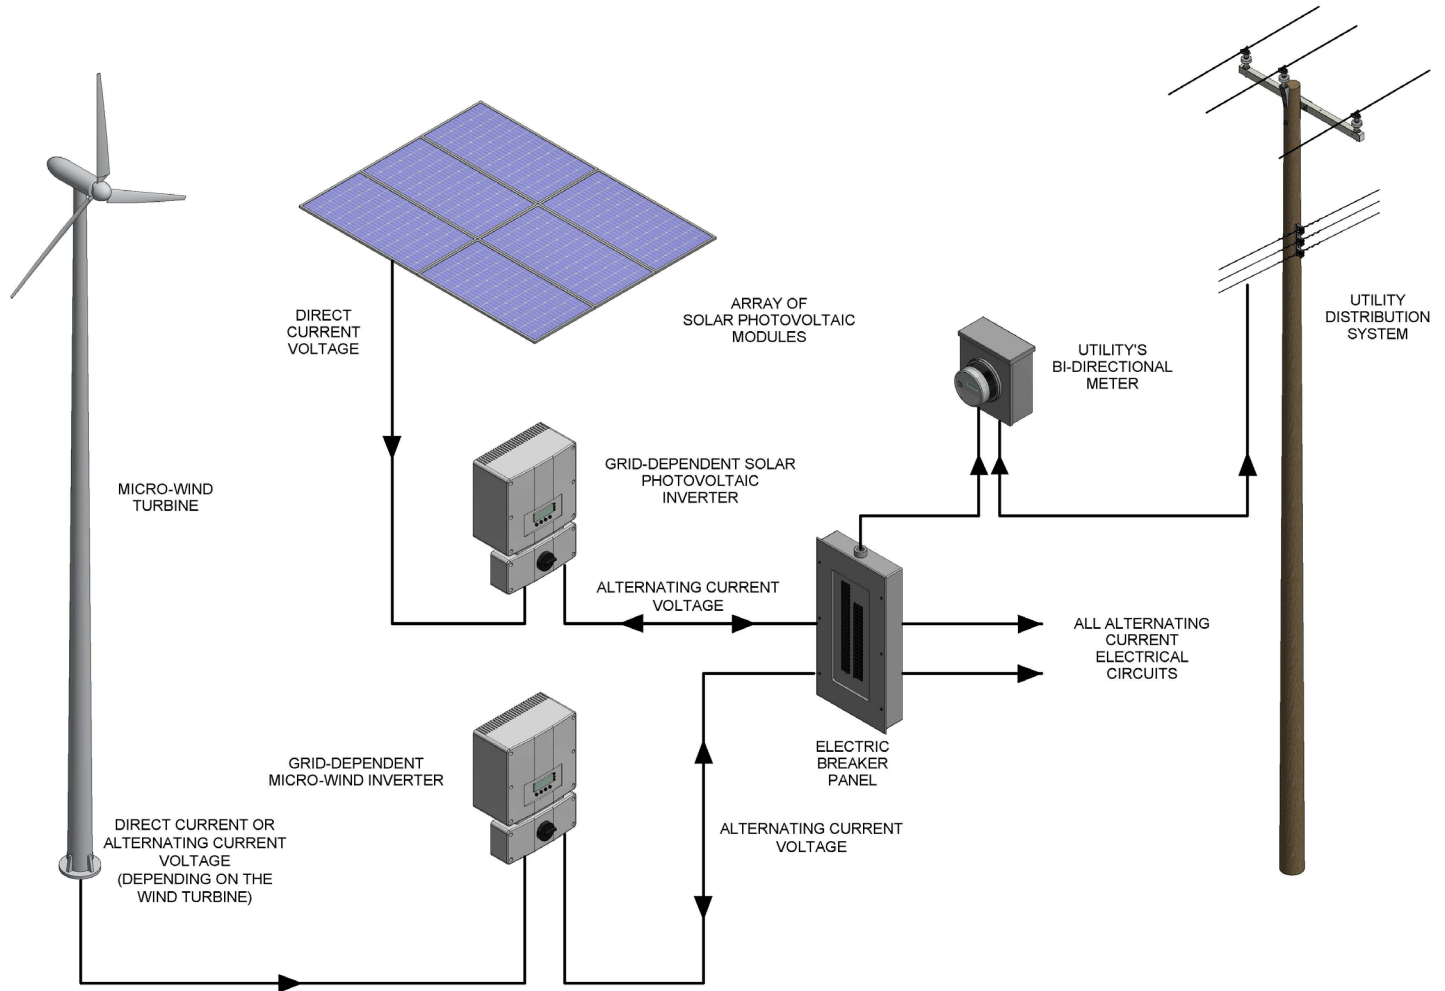 DIRECT
CURRENT
VOLTAGE
ARRAY OF
SOLAR PHOTOVOLTAIC
MODULES
UTILITY
DISTRIBUTION
SYSTEM
UTILITY'S
BI-DIRECTIONAL
METER
MICRO-WIND
TURBINE
GRID-DEPENDENT SOLAR
PHOTOVOLTAIC
INVERTER
ALTERNATING CURRENT
VOLTAGE
ALL ALTERNATING
CURRENT
ELECTRICAL
CIRCUITS
GRID-DEPENDENT
MICRO-WIND INVERTER
ELECTRIC
BREAKER
PANEL
DIRECT CURRENT OR
ALTERNATING CURRENT
VOLTAGE
(DEPENDING ON THE
WIND TURBINE)
ALTERNATING CURRENT
VOLTAGE